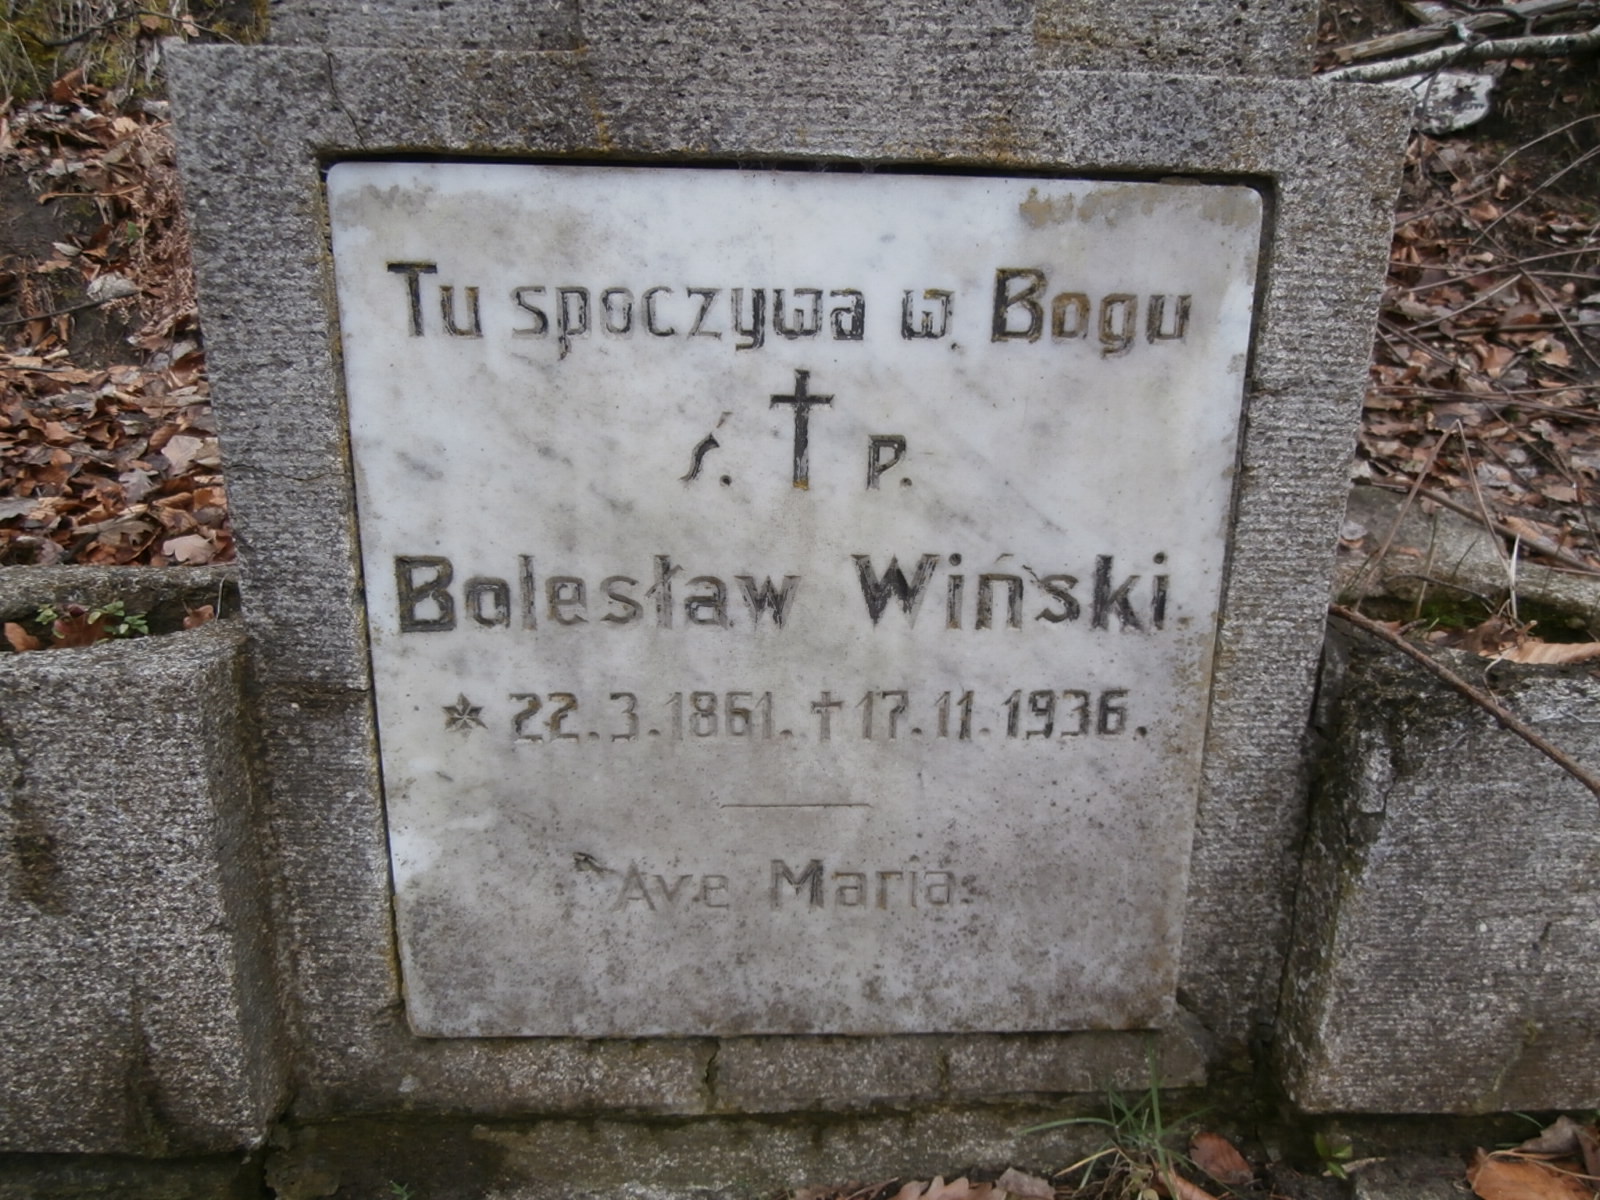 Tu spoczywa w Bogu
ś. † p.
Bolesław Wiński
* 22.3.1861. † 17.11.1936.
Ave Maria